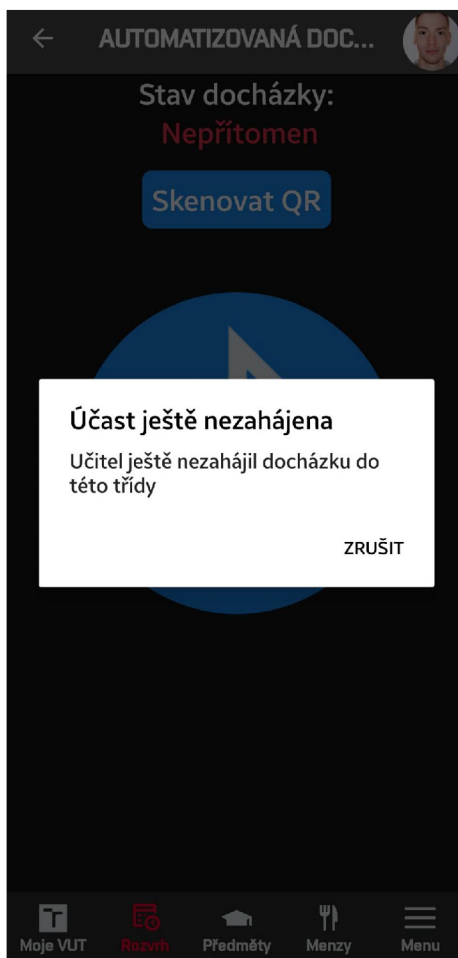 AUTOMATIZOVANÁ DOC...
Stav docházky:
Nepřítomen
Skenovat QR
Účast ještě nezahájena
Učitel ještě nezahájil docházku do
této třídy
ZRUŠIT
Moje VUT Rozvrh Předměty Menzy Menu